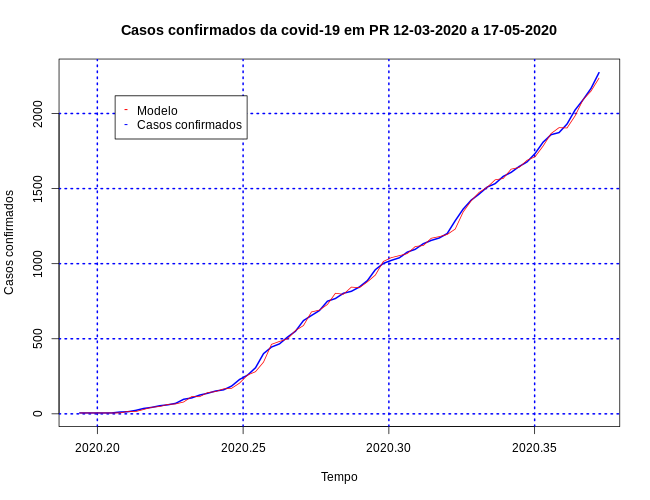 Casos confirmados da covid-19 em PR 12-03-2020 a 17-05-2020
Casos confirmados
2000
1500
1000
500
0
Modelo
Casos confirmados
2020.20 2020.25 2020.30 2020.35
Tempo